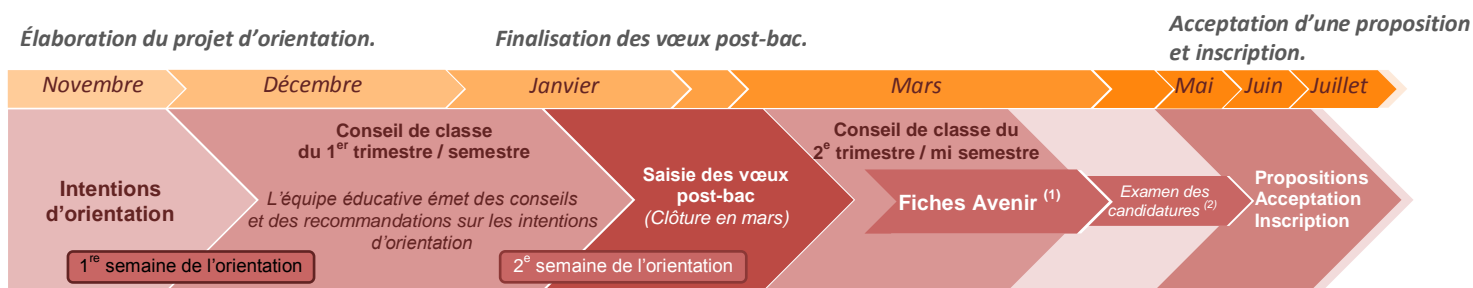 Élaboration du projet d'orientation.
Finalisation des vœux post-bac.
Acceptation d'une proposition
et inscription.
Novembre
Décembre
Janvier
Mars
Mai
Juin
Juillet
Intentions
d'orientation
1re semaine de l'orientation
Conseil de classe
du 1er trimestre / semestre
L'équipe éducative émet des conseils
et des recommandations sur les intentions
d'orientation
2e semaine de l'orientation
Saisie des vœux
post-bac
(Clôture en mars)
Conseil de classe du
2e trimestre / mi semestre
Fiches Avenir (1)
Examen des
candidatures (2)
Propositions
Acceptation
Inscription